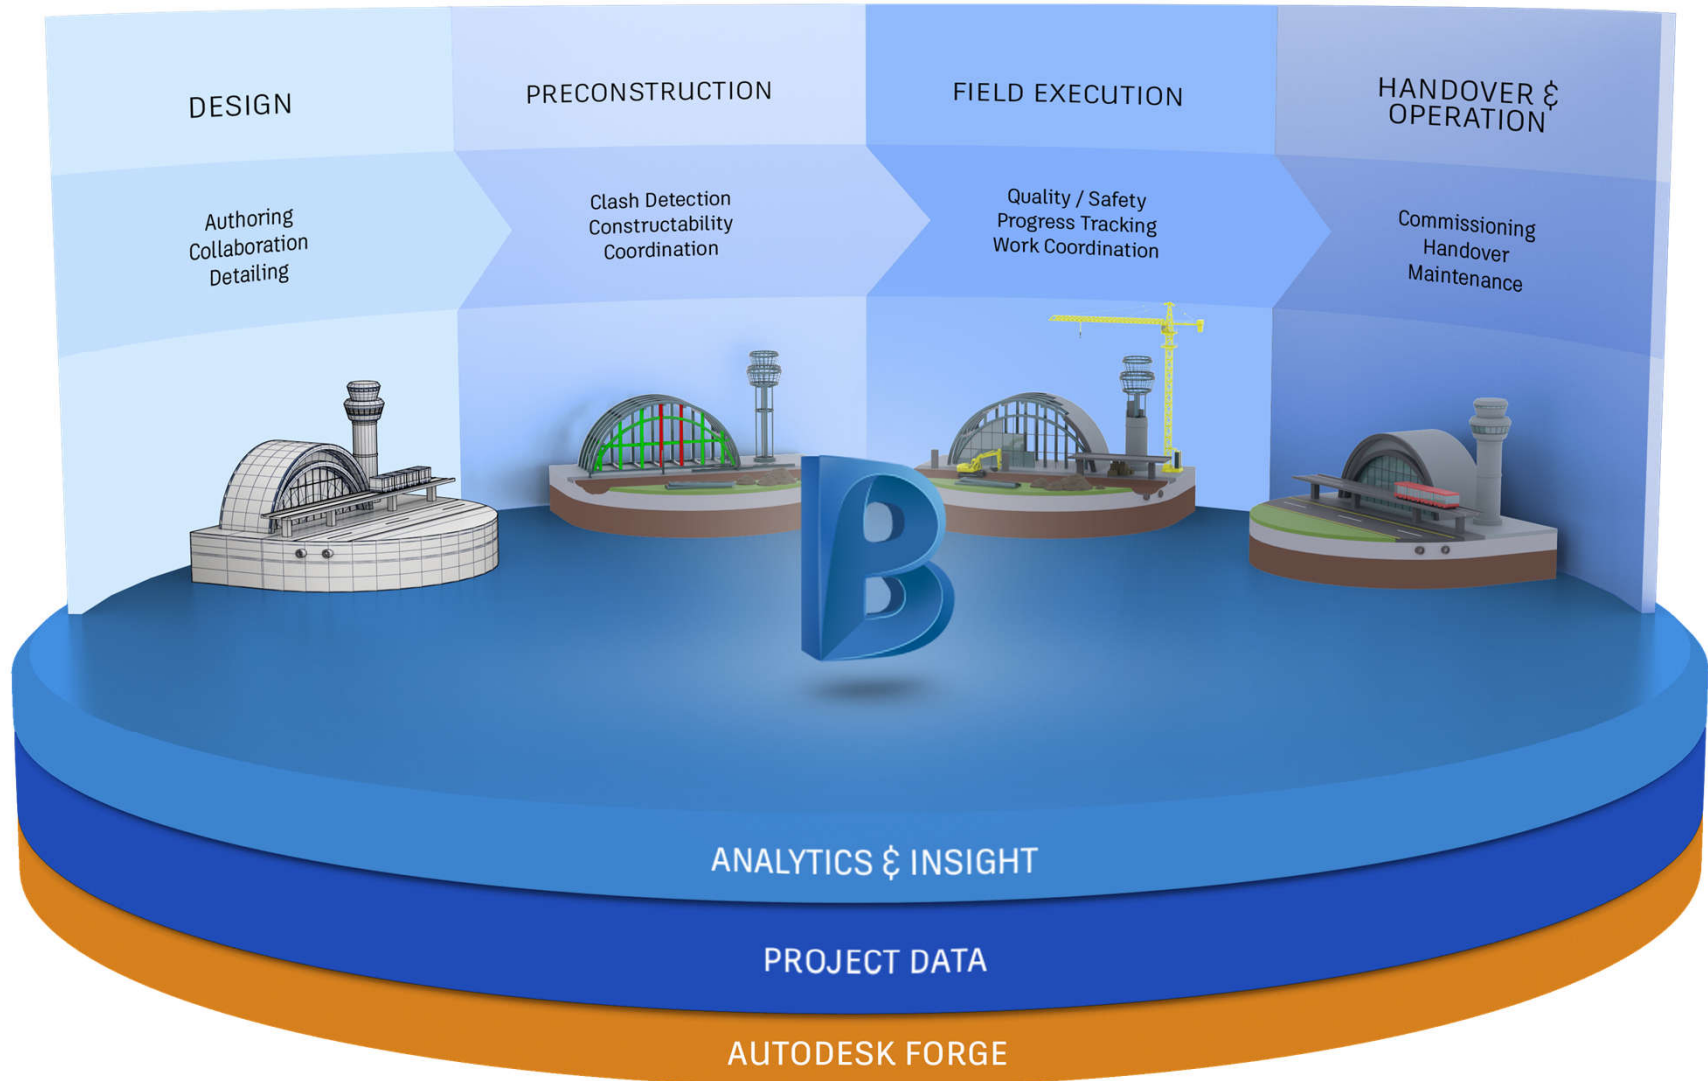 DESIGN
Authoring
Collaboration
Detailing
PRECONSTRUCTION
Clash Detection
Constructability
Coordination
FIELD EXECUTION
Quality / Safety
Progress Tracking
Work Coordination
HANDOVER &
OPERATION
Commissioning
Handover
Maintenance
B
ANALYTICS & INSIGHT
PROJECT DATA
AUTODESK FORGE